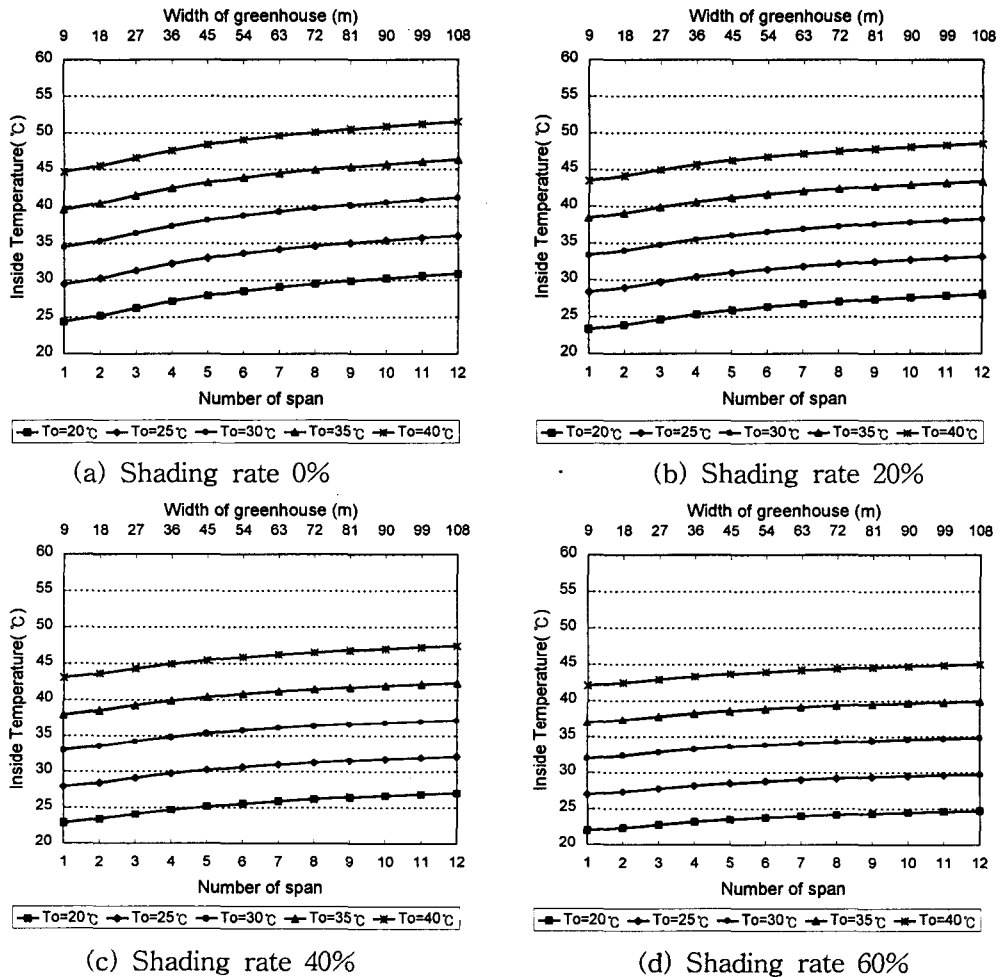 Width of greenhouse (m)
9 18 27 36 45 54 63 72 81 90 99 108
60
55
50
45
40
35
30
25
20
Inside Temperature(℃)
1 2 3 4 5 6 7 8 9 10 11 12
Number of span
To=20℃ To=25℃ To=30℃ To=35℃ To=40℃
(a) Shading rate 0%
Width of greenhouse (m)
9 18 27 36 45 54 63 72 81 90 99 108
60
55
50
45
40
35
30
25
20
Inside Temperature(℃)
1 2 3 4 5 6 7 8 9 10 11 12
Number of span
To=20℃ To=25℃ To=30℃ To=35℃ To=40℃
(b) Shading rate 20%
Width of greenhouse (m)
9 18 27 36 45 54 63 72 81 90 99 108
60
55
50
45
40
35
30
25
20
Inside Temperature(℃)
1 2 3 4 5 6 7 8 9 10 11 12
Number of span
To=20℃ To=25℃ To=30℃ To=35℃ To=40℃
(c) Shading rate 40%
Width of greenhouse (m)
9 18 27 36 45 54 63 72 81 90 99 108
60
55
50
45
40
35
30
25
20
Inside Temperature(℃)
1 2 3 4 5 6 7 8 9 10 11 12
Number of span
To=20℃ To=25℃ To=30℃ To=35℃ To=40℃
(d) Shading rate 60%